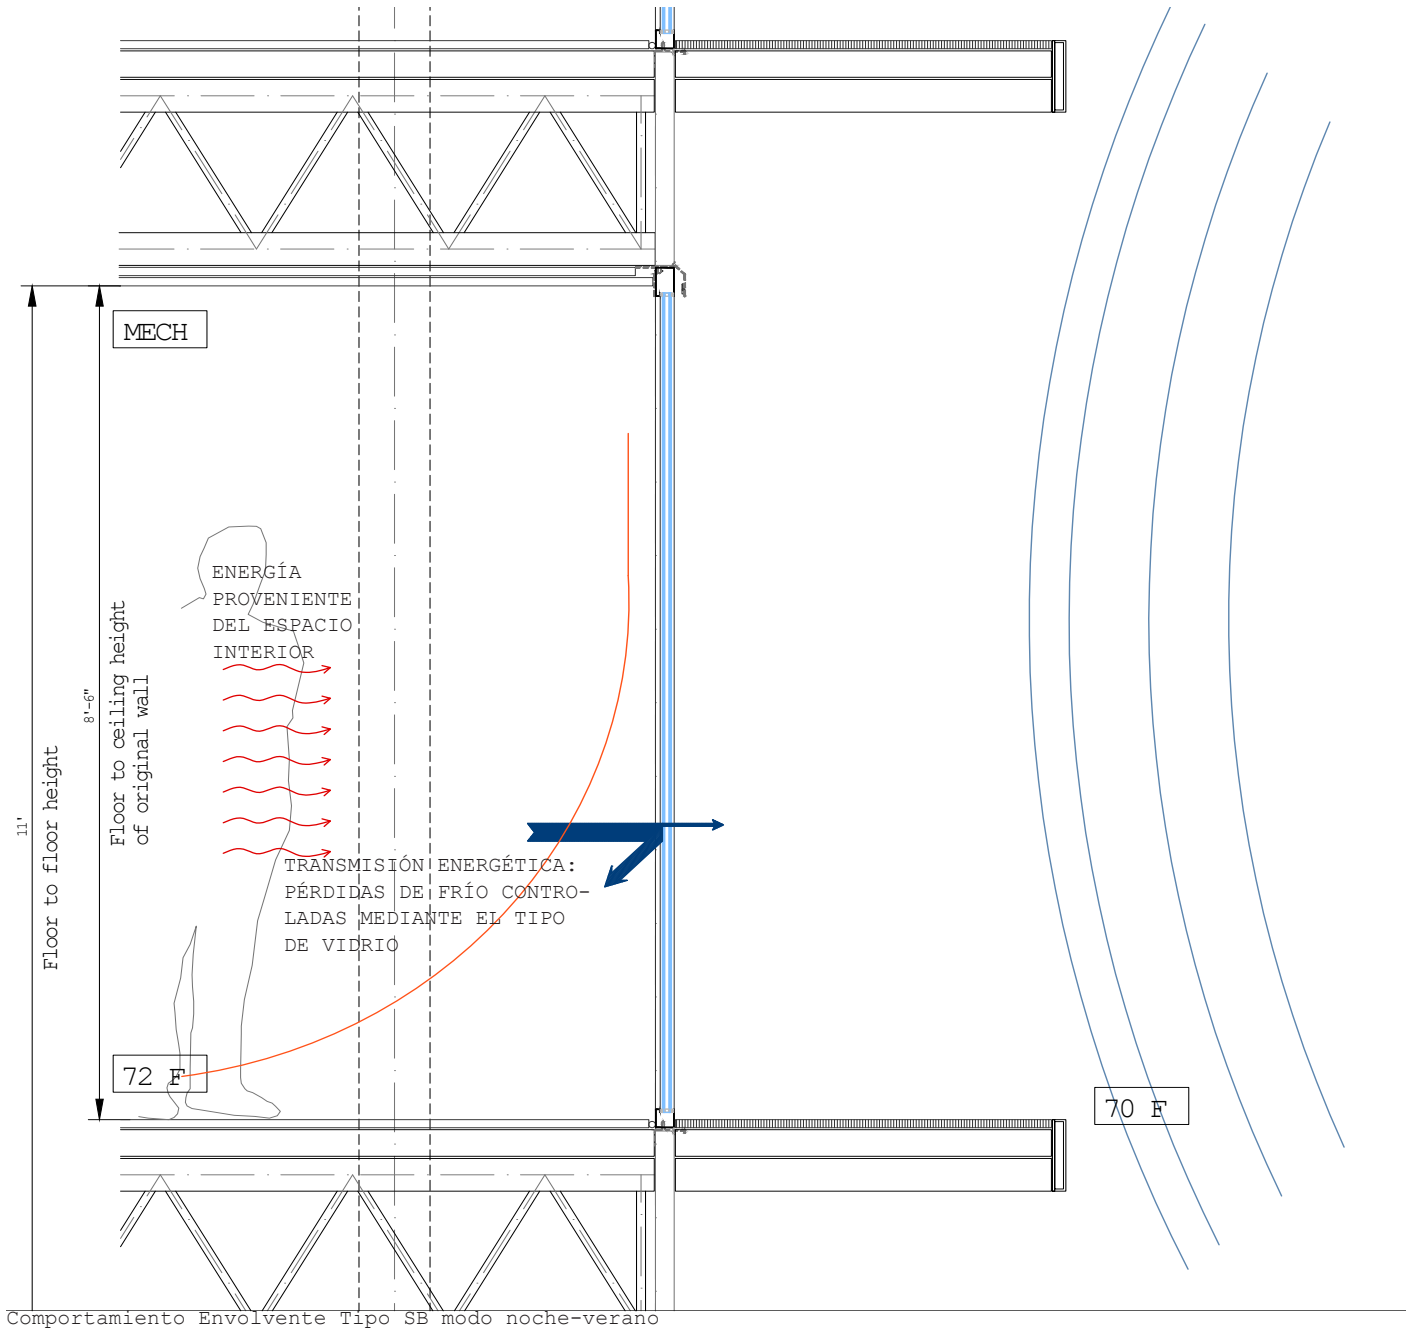 MECH
ENERGÍA
PROVENIENTE
DEL ESPACIO
INTERIOR
11'
Floor to floor height
8'-6"
Floor to ceiling height
of original wall
TRANSMISIÓN ENERGÉTICA:
PÉRDIDAS DE FRÍO CONTRO-
LADAS MEDIANTE EL TIPO
DE VIDRIO
72 F
70 F
Comportamiento Envolvente Tipo SB modo noche-verano